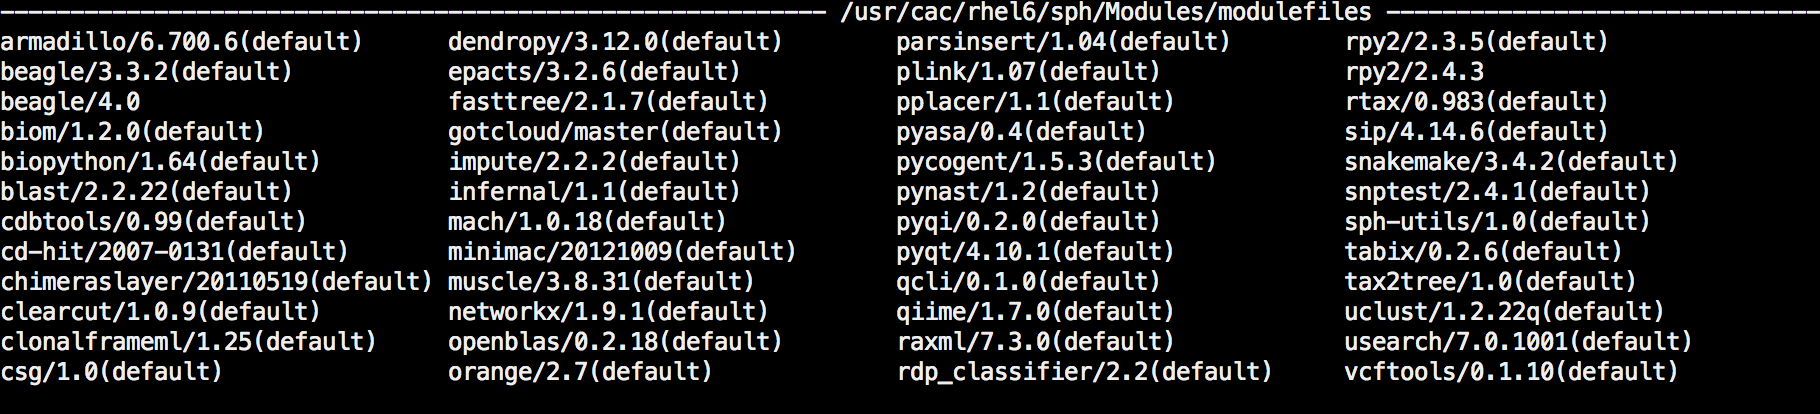 ---------------------------------------------------------- /usr/cac/rhel6/sph/Modules/modulefiles -------------------------------
armadillo/6.700.6(default)      dendropy/3.12.0(default)        parsinsert/1.04(default)        rpy2/2.3.5(default)
beagle/3.3.2(default)           epacts/3.2.6(default)           plink/1.07(default)             rpy2/2.4.3
beagle/4.0                      fasttree/2.1.7(default)         pplacer/1.1(default)            rtax/0.983(default)
biom/1.2.0(default)             gotcloud/master(default)        pyasa/0.4(default)              sip/4.14.6(default)
biopython/1.64(default)         impute/2.2.2(default)           pycogent/1.5.3(default)         snakemake/3.4.2(default)
blast/2.2.22(default)           infernal/1.1(default)           pynast/1.2(default)             snptest/2.4.1(default)
cdbtools/0.99(default)          mach/1.0.18(default)            pyqi/0.2.0(default)             sph-utils/1.0(default)
cd-hit/2007-0131(default)       minimac/20121009(default)       pyqt/4.10.1(default)            tabix/0.2.6(default)
chimeraslayer/20110519(default) muscle/3.8.31(default)          qcli/0.1.0(default)             tax2tree/1.0(default)
clearcut/1.0.9(default)         networkx/1.9.1(default)         qiime/1.7.0(default)            uclust/1.2.22q(default)
clonalframeml/1.25(default)     openblas/0.2.18(default)        raxml/7.3.0(default)            usearch/7.0.1001(default)
csg/1.0(default)                orange/2.7(default)             rdp_classifier/2.2(default)     vcftools/0.1.10(default)